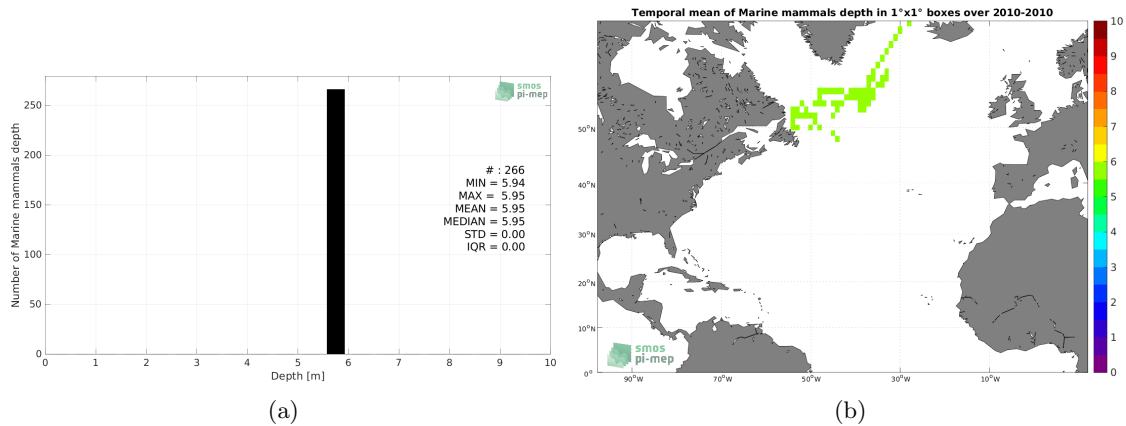 smos
pi-mep
Number of Marine mammals depth
250
200
150
100
50
0
# : 266
MIN = 5.94
MAX = 5.95
MEAN = 5.95
MEDIAN = 5.95
STD = 0.00
IQR = 0.00
0 1 2 3 4 5 6 7 8 9 10
Depth [m]
(a)
Temporal mean of Marine mammals depth in 1°x1° boxes over 2010-2010
50°N
40°N
30°N
20°N
10°N
0°
90°W 70°W 50°W 30°W 10°W
smos
pi-mep
10
9
8
7
6
5
4
3
2
1
0
(b)